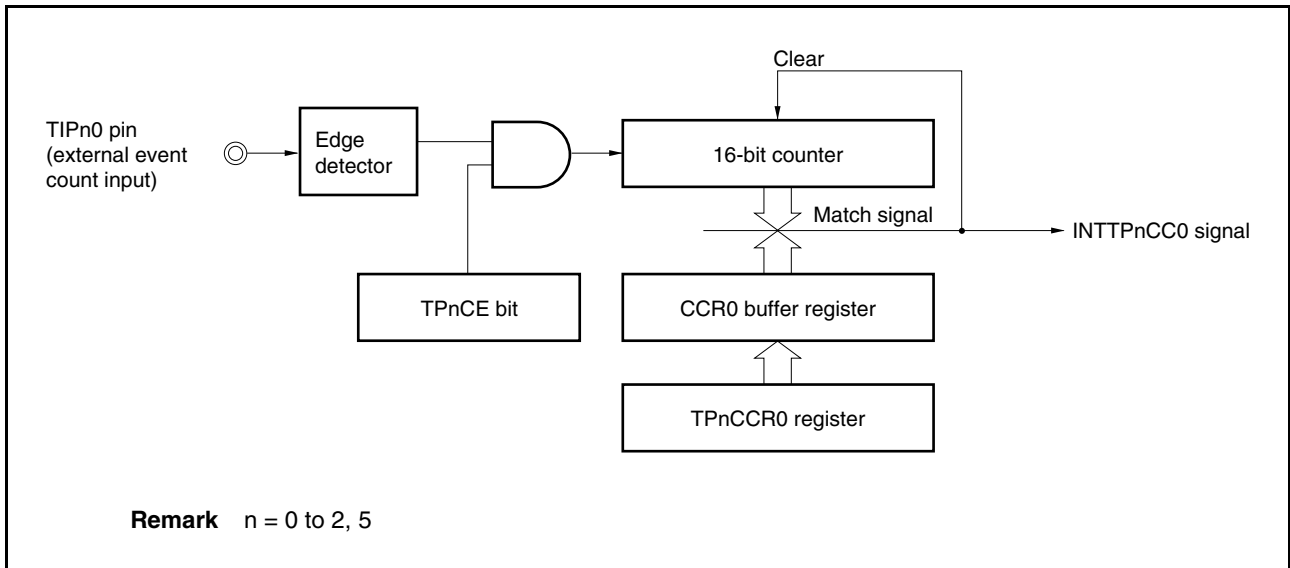 Clear
TIPn0 pin
(external event
count input)
Edge
detector
16-bit counter
Match signal
INTTPnCC0 signal
TPnCE bit
CCR0 buffer register
TPnCCR0 register
Remark n = 0 to 2, 5